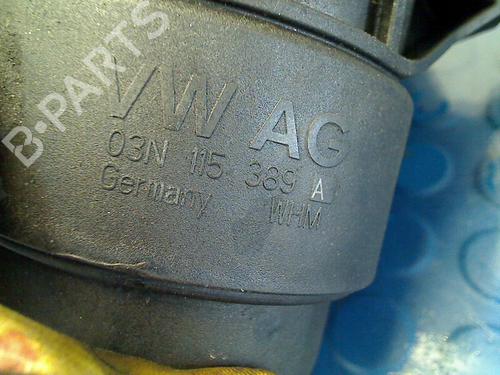 B-PARTS
VW AG
03N 115 389 A
Germany WHM